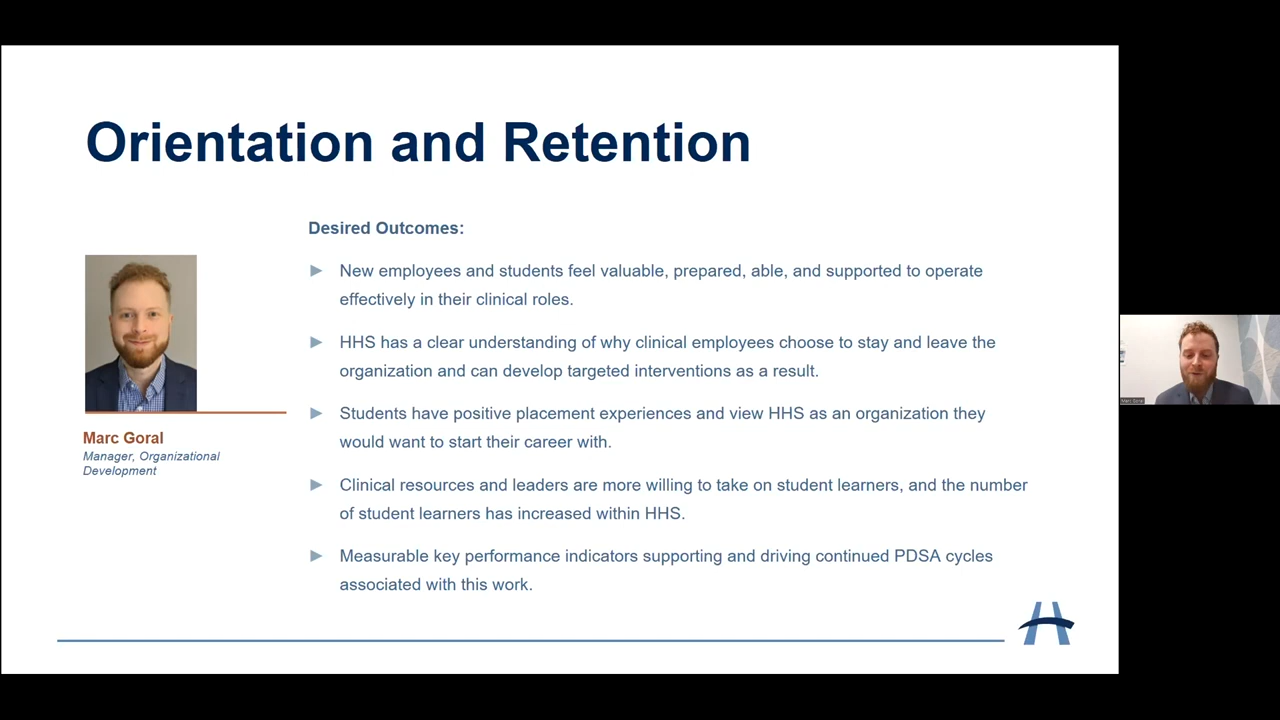 Orientation and Retention
Desired Outcomes:
► New employees and students feel valuable, prepared, able, and supported to operate
effectively in their clinical roles.
► HHS has a clear understanding of why clinical employees choose to stay and leave the
organization and can develop targeted interventions as a result.
► Students have positive placement experiences and view HHS as an organization they
would want to start their career with.
► Clinical resources and leaders are more willing to take on student learners, and the number
of student learners has increased within HHS.
► Measurable key performance indicators supporting and driving continued PDSA cycles
associated with this work.
Marc Goral
Manager, Organizational
Development
Marc Goral